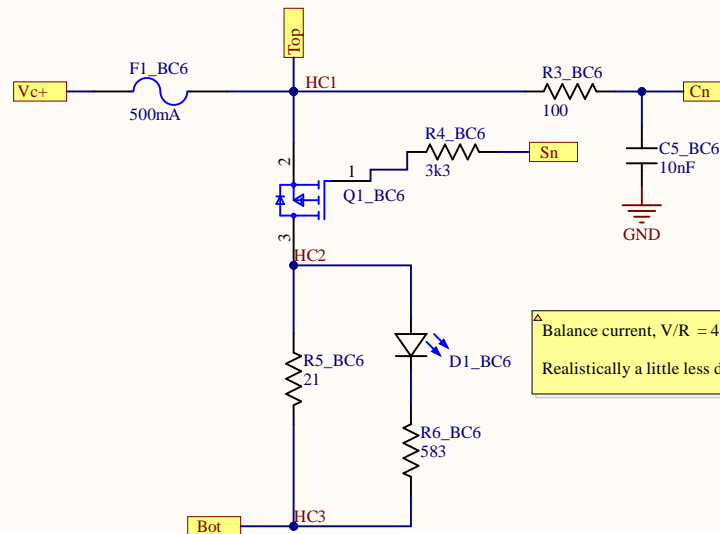 Top
F1_BC6
HC1
R3_BC6
Vc+
Cn
500mA
100
R4_BC6
Sn
C5_BC6
2
1
3k3
10nF
Q1_BC6
GND
3
HC2
Balance current, V/R = 4
R5_BC6
D1_BC6
Realistically a little less
21
R6_BC6
583
HC3
Bot